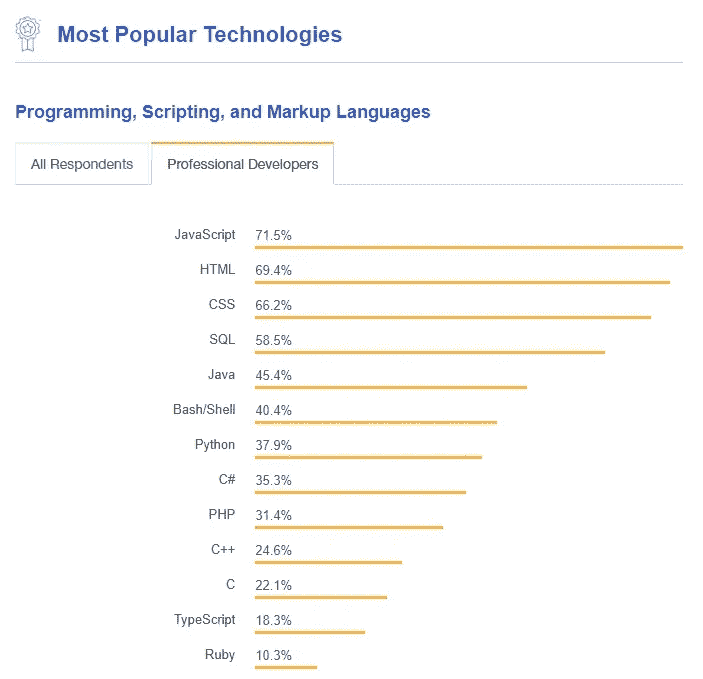 Most Popular Technologies
Programming, Scripting, and Markup Languages
All Respondents Professional Developers
JavaScript 71.5%
HTML 69.4%
CSS 66.2%
SQL 58.5%
Java 45.4%
Bash/Shell 40.4%
Python 37.9%
C# 35.3%
PHP 31.4%
C++ 24.6%
C 22.1%
TypeScript 18.3%
Ruby 10.3%